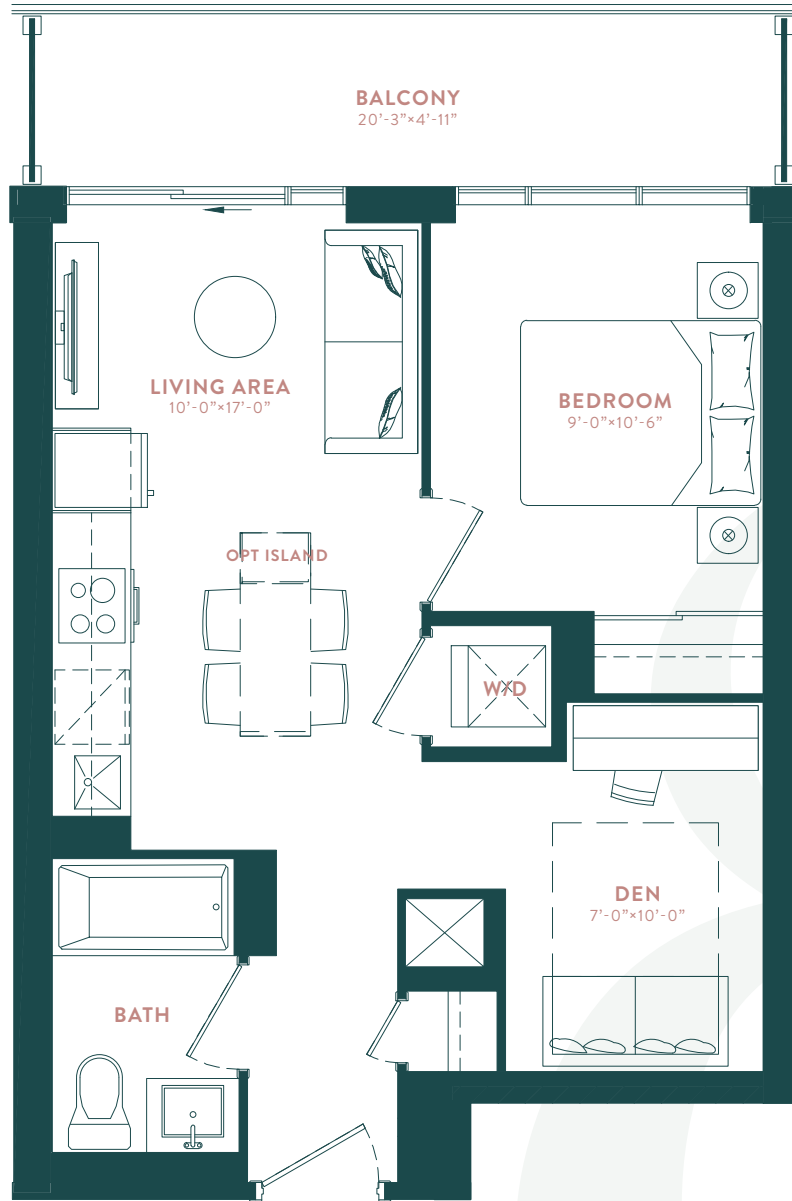 BALCONY
20'-3"×4'-11"
LIVING AREA
10'-0"×17'-0"
BEDROOM
9'-0"×10'-6"
OPT ISLAND
W/D
DEN
7'-0"×10'-0"
BATH